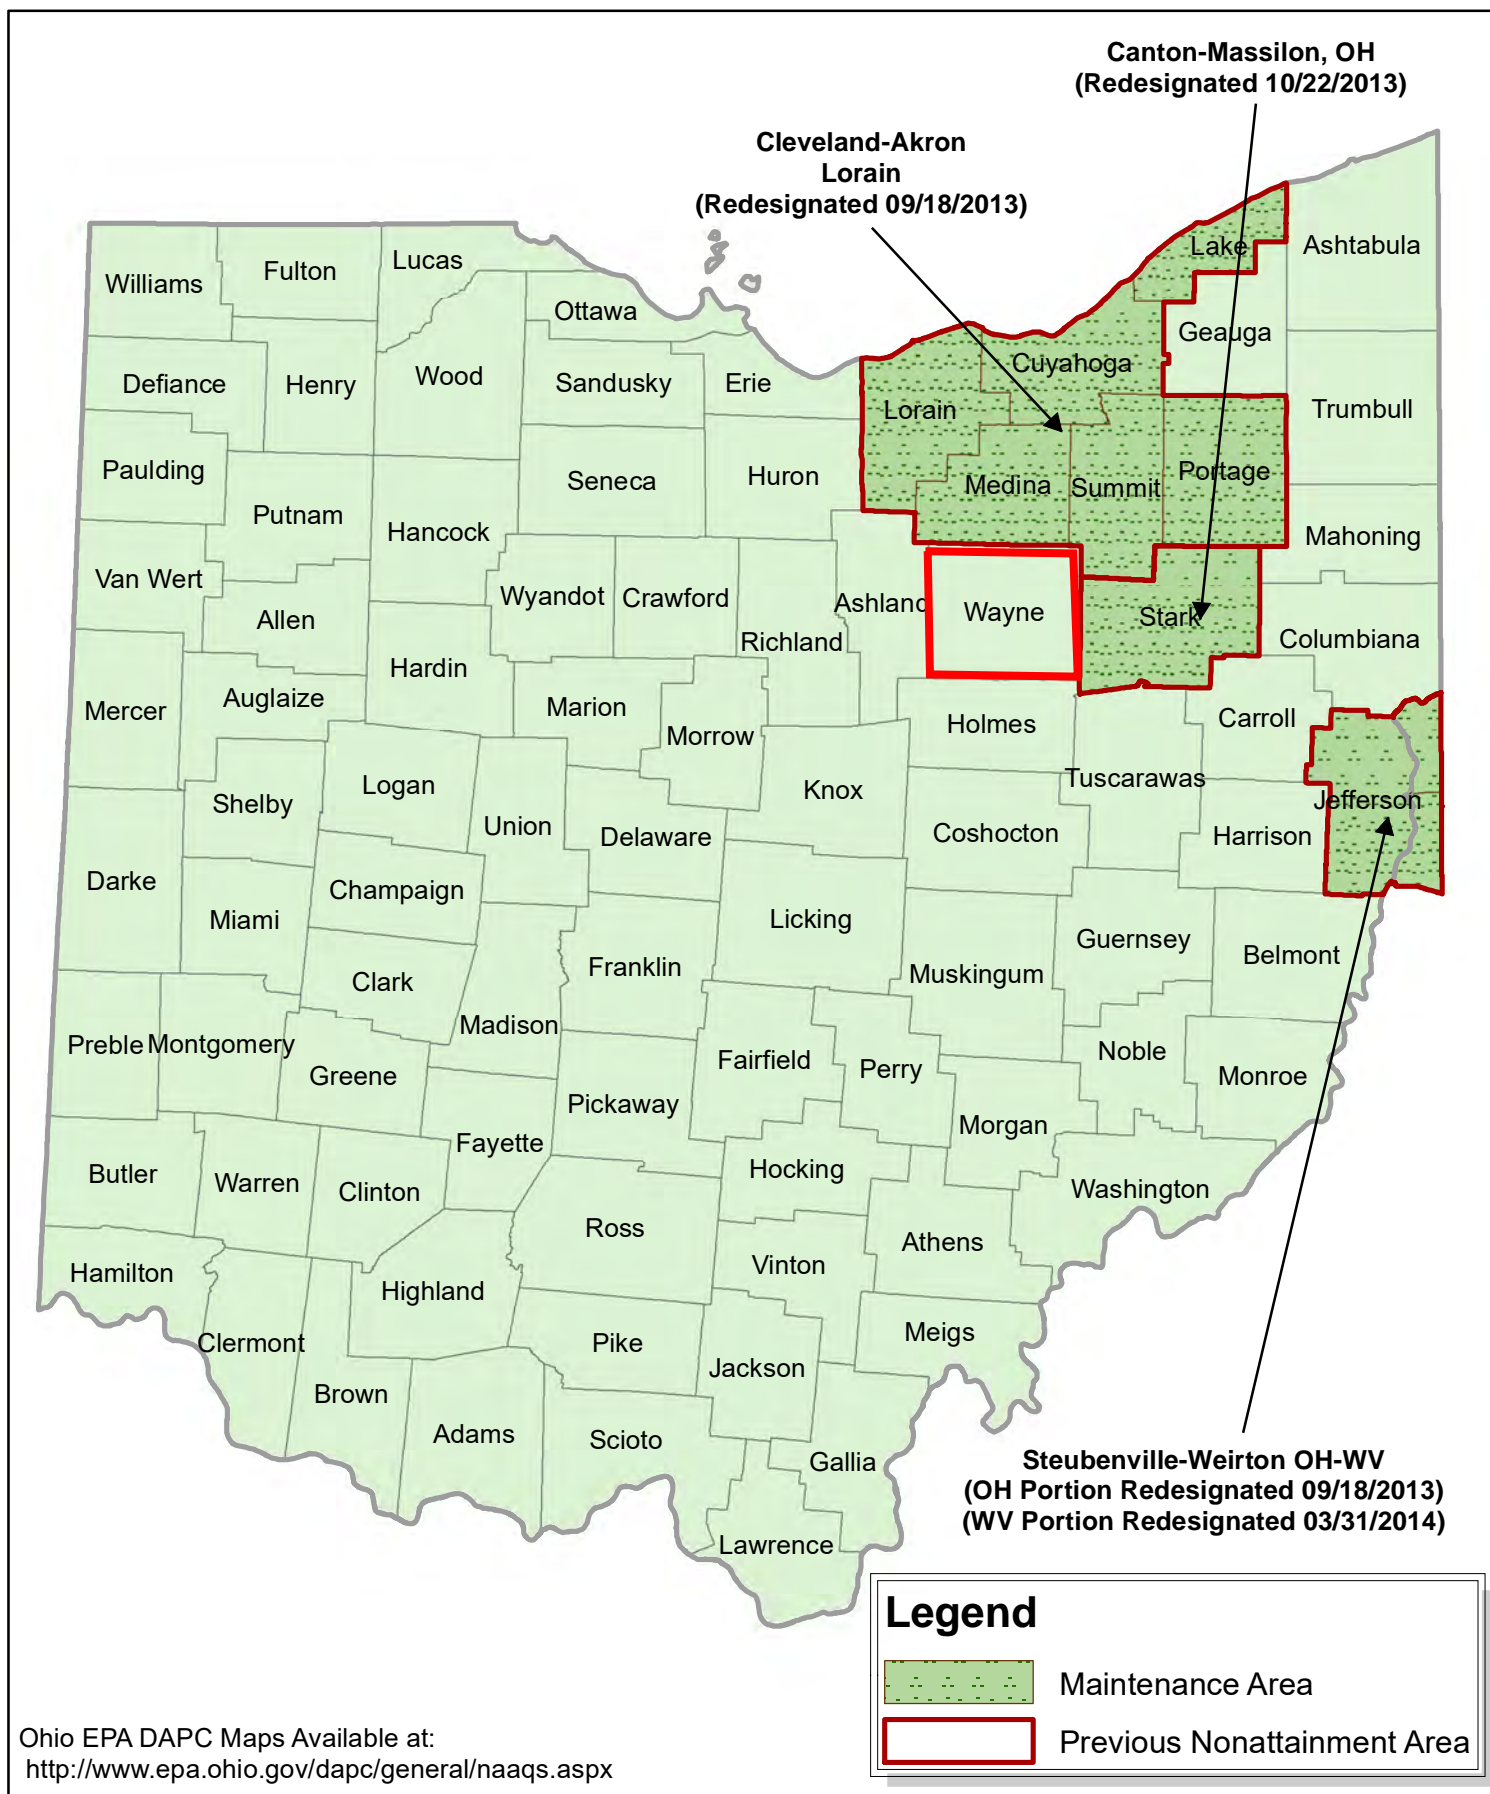 Canton-Massilon, OH
(Redesignated 10/22/2013)
Cleveland-Akron
Lorain
(Redesignated 09/18/2013)
Williams
Fulton
Lucas
Ottawa
Lake
Ashtabula
Geauga
Defiance
Henry
Wood
Sandusky
Erie
Lorain
Cuyahoga
Trumbull
Paulding
Putnam
Hancock
Seneca
Huron
Medina
Summit
Portage
Mahoning
Van Wert
Allen
Wyandot
Crawford
Richland
Ashland
Wayne
Stark
Columbiana
Mercer
Auglaize
Hardin
Marion
Morrow
Holmes
Carroll
Shelby
Logan
Union
Delaware
Knox
Coshocton
Tuscarawas
Harrison
Jefferson
Darke
Miami
Champaign
Clark
Madison
Franklin
Licking
Muskingum
Guernsey
Belmont
Preble
Montgomery
Greene
Fayette
Pickaway
Fairfield
Perry
Morgan
Noble
Monroe
Butler
Warren
Clinton
Ross
Hocking
Athens
Washington
Hamilton
Clermont
Highland
Vinton
Pike
Jackson
Meigs
Brown
Adams
Scioto
Gallia
Lawrence
Steubenville-Weirton OH-WV
(OH Portion Redesignated 09/18/2013)
(WV Portion Redesignated 03/31/2014)
Legend
Maintenance Area
Previous Nonattainment Area
Ohio EPA DAPC Maps Available at:
http://www.epa.ohio.gov/dapc/general/naaqs.aspx